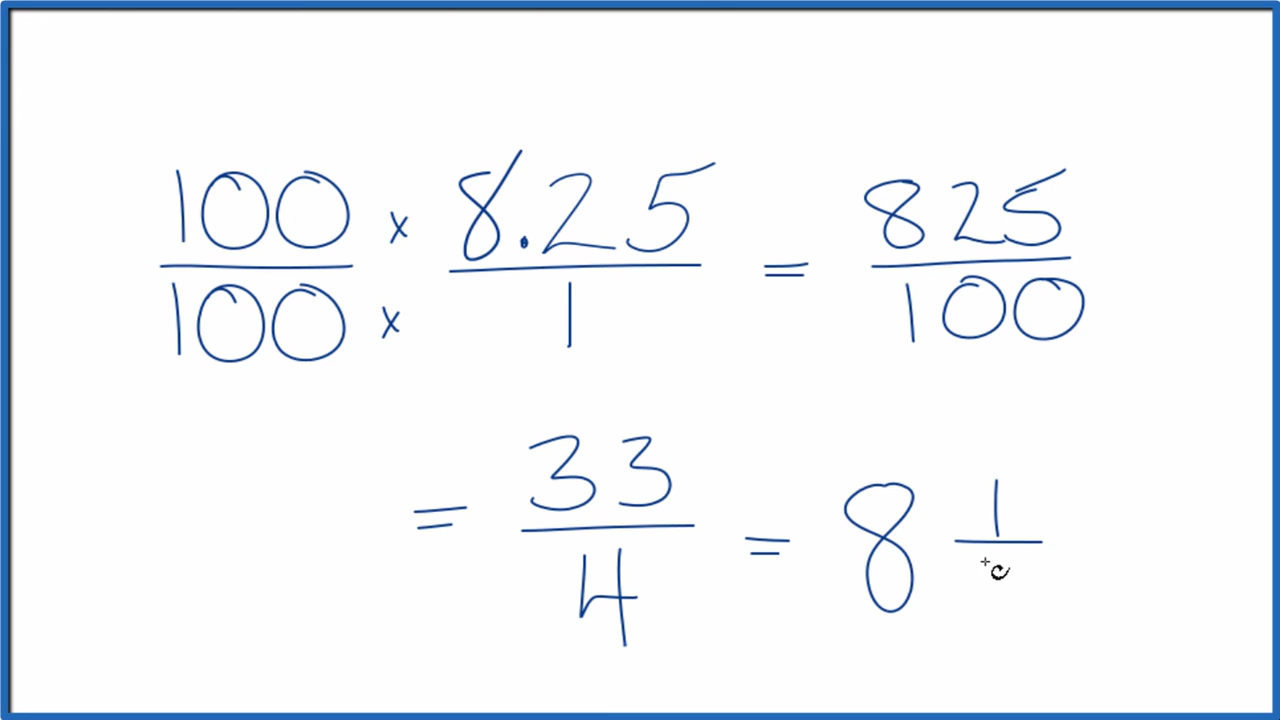 100/100 × 8.25/1 = 825/100
= 33/4 = 8 1/